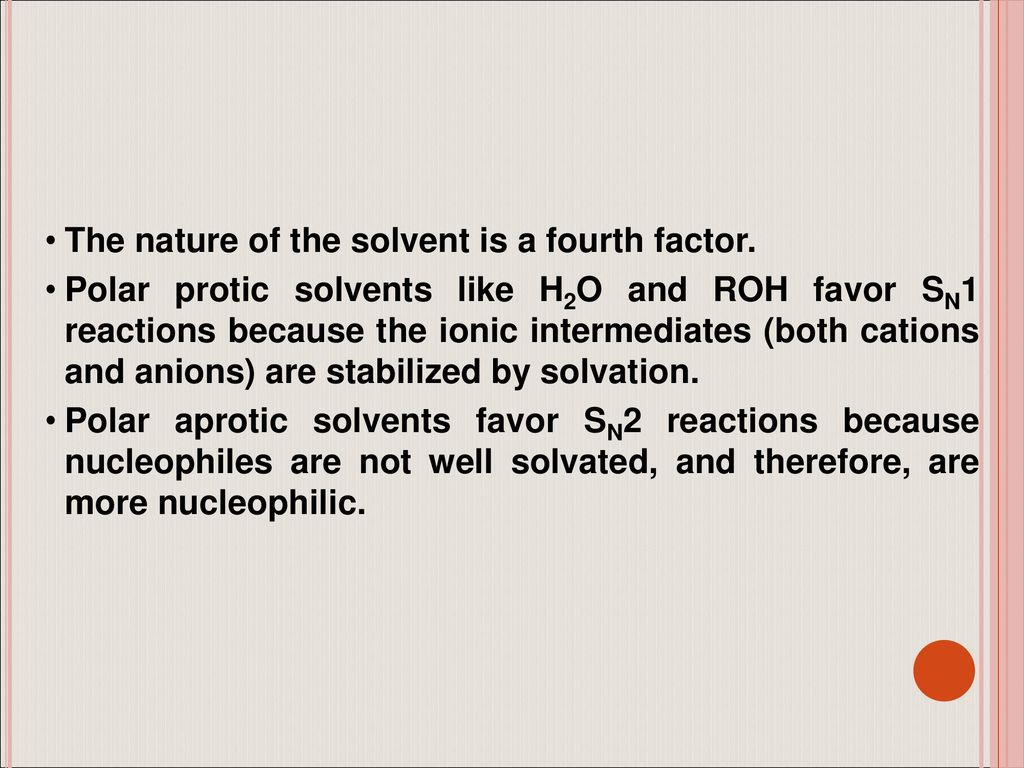 • The nature of the solvent is a fourth factor.
• Polar protic solvents like H₂O and ROH favor S_N1
reactions because the ionic intermediates (both cations
and anions) are stabilized by solvation.
• Polar aprotic solvents favor S_N2 reactions because
nucleophiles are not well solvated, and therefore, are
more nucleophilic.